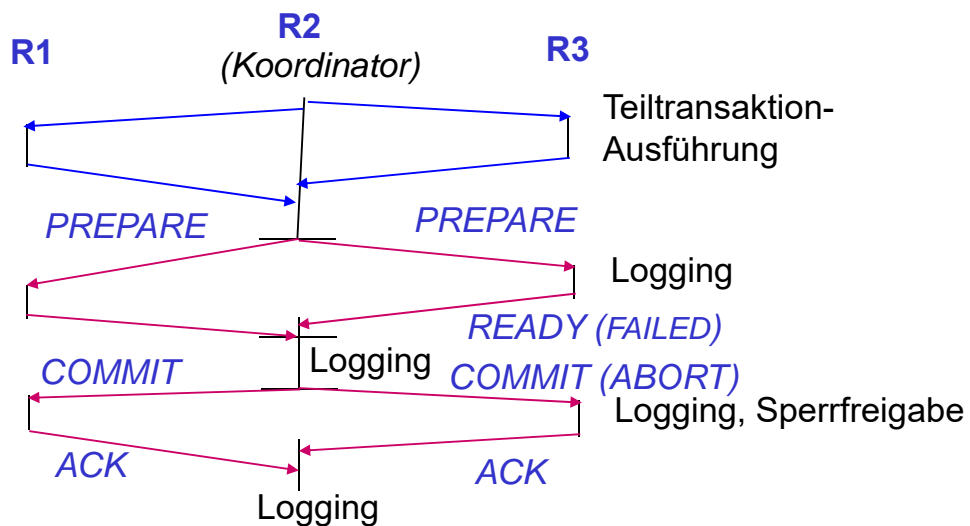 R1
R2
(Koordinator)
R3
Teiltransaktion-
Ausführung
PREPARE
PREPARE
Logging
READY (FAILED)
Logging
COMMIT
COMMIT (ABORT)
Logging, Sperrfreigabe
ACK
ACK
Logging